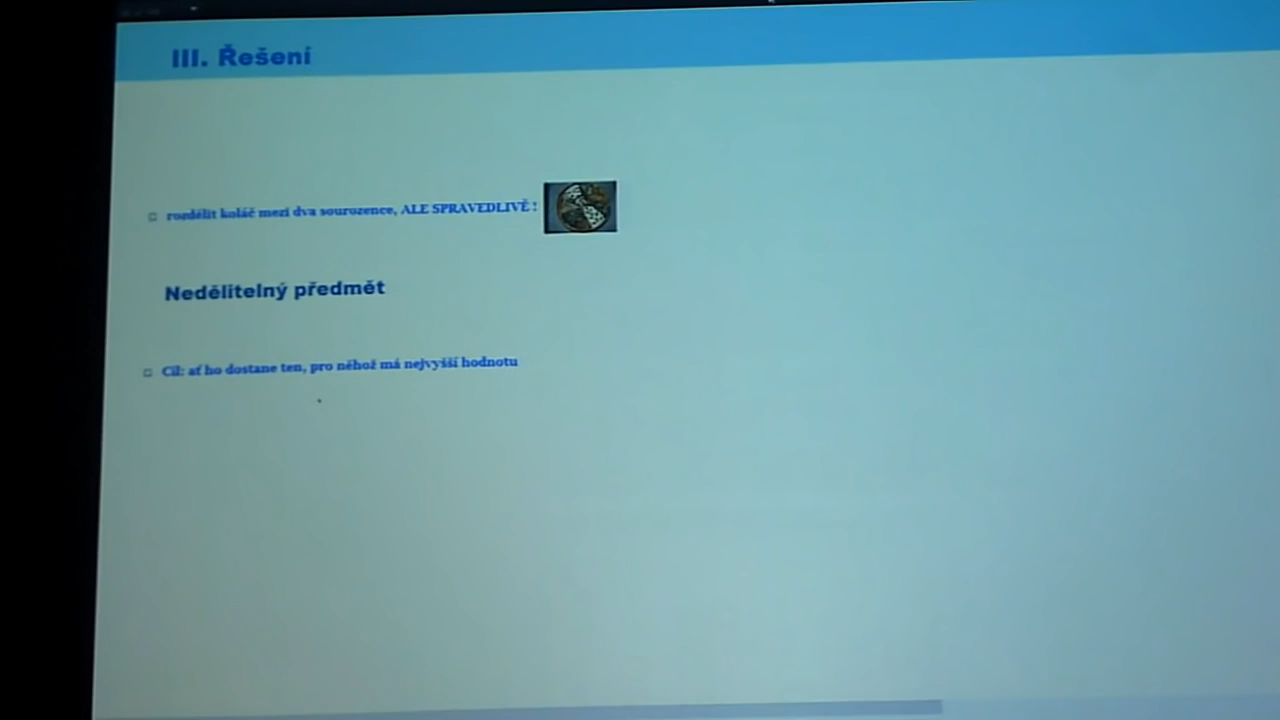 III. Řešení
rozdělit koláč mezi dva sourozence, ALE SPRAVEDLIVĚ !
Nedělitelný předmět
Cíl: ať ho dostane ten, pro něhož má nejvyšší hodnotu